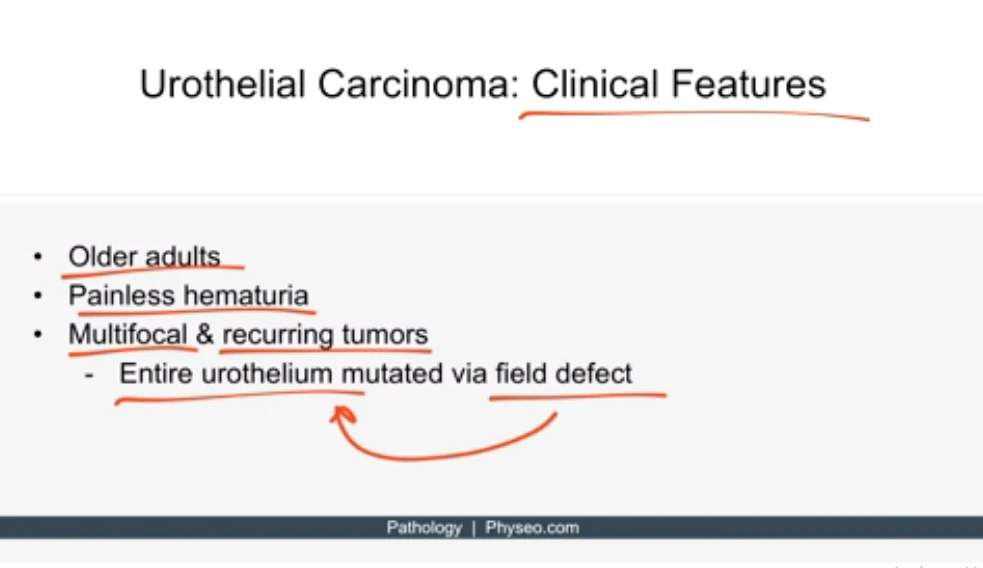 Urothelial Carcinoma: Clinical Features
• Older adults
• Painless hematuria
• Multifocal & recurring tumors
- Entire urothelium mutated via field defect
Pathology | Physeo.com